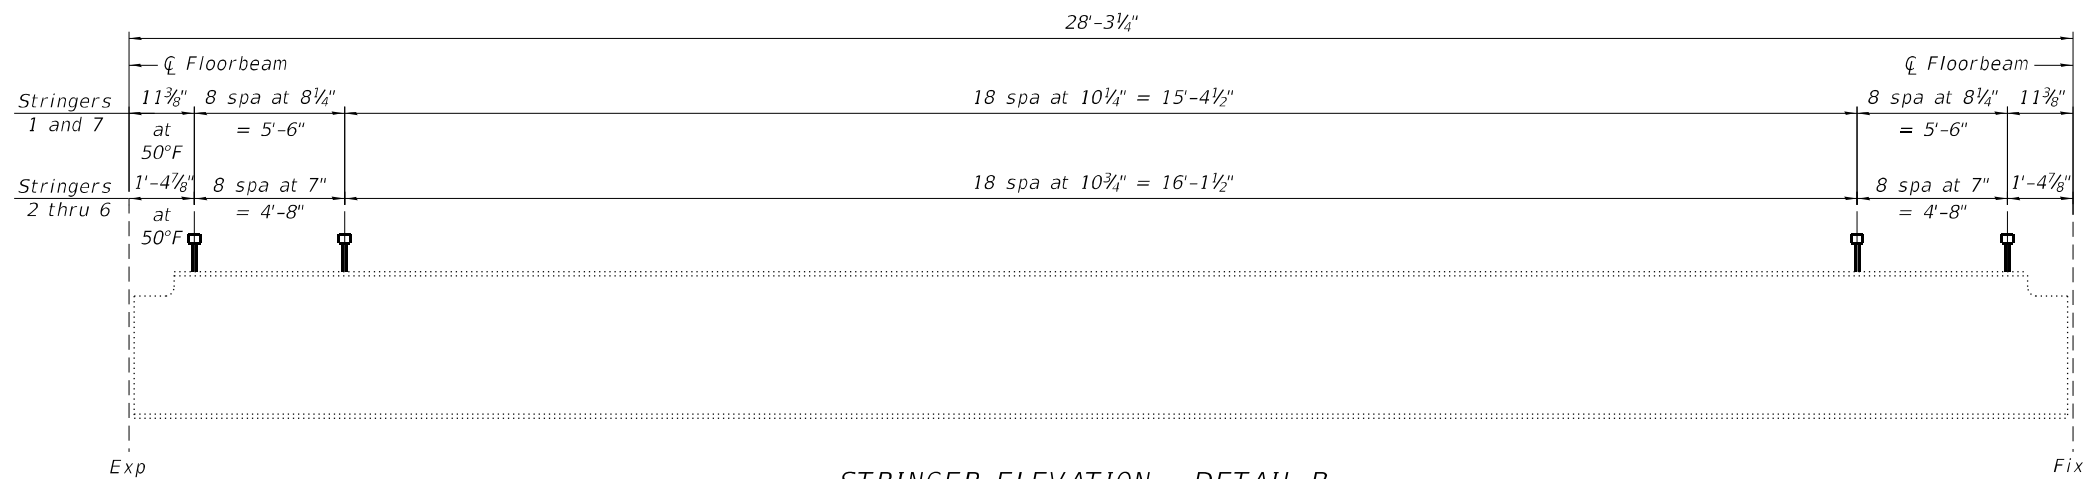 28'-3¼"
℄ Floorbeam
℄ Floorbeam
Stringers
1 and 7
11⅜"
at
50°F
8 spa at 8¼"
= 5'-6"
18 spa at 10¼" = 15'-4½"
8 spa at 8¼"
= 5'-6"
11⅜"
Stringers
2 thru 6
1'-4⅞"
at
50°F
8 spa at 7"
= 4'-8"
18 spa at 10¾" = 16'-1½"
8 spa at 7"
= 4'-8"
1'-4⅞"
Exp
Fix
STRINGER ELEVATION - DETAIL B